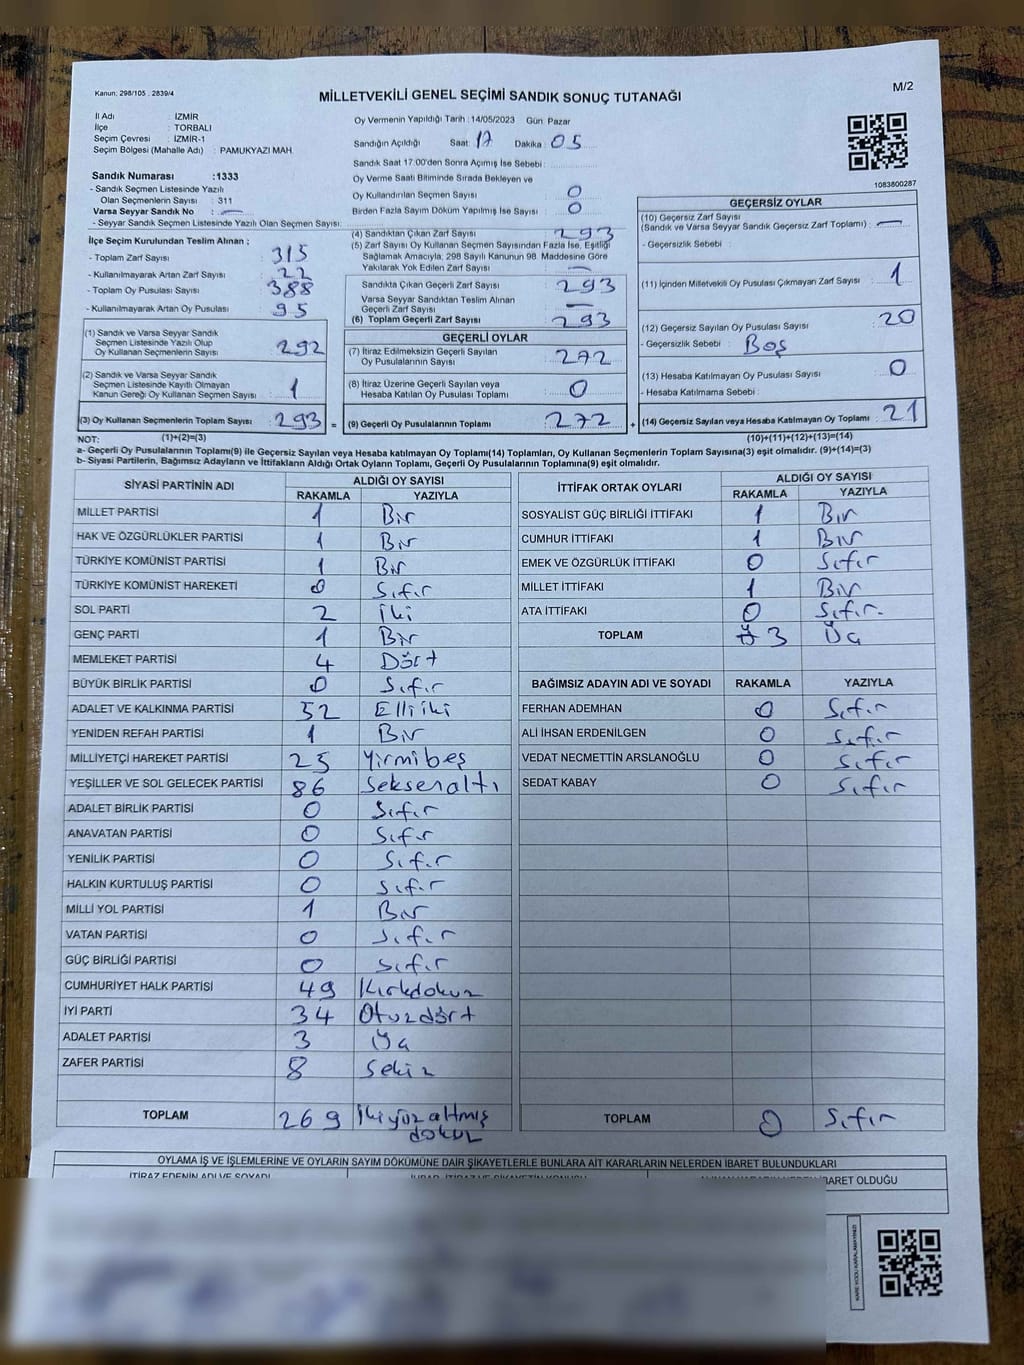 Kanun: 298/105 . 2839/4
MİLLETVEKİLİ GENEL SEÇİMİ SANDIK SONUÇ TUTANAĞI
M/2
İl Adı : İZMİR
İlçe : TORBALI
Seçim Çevresi : İZMİR-1
Seçim Bölgesi (Mahalle Adı) : PAMUKYAZI MAH.
Oy Vermenin Yapıldığı Tarih : 14/05/2023 Gün: Pazar
Sandığın Açıldığı Saat: 17 Dakika : 05
Sandık Saat 17:00'den Sonra Açımış İse Sebebi :
Oy Verme Saati Bitiminde Sırada Bekleyen ve
Oy Kullandırılan Seçmen Sayısı 0
Birden Fazla Sayım Döküm Yapılmış İse Sayısı : 0
1083800287
Sandık Numarası :1333
- Sandık Seçmen Listesinde Yazılı
Olan Seçmenlerin Sayısı : 311
Varsa Seyyar Sandık No : —
- Seyyar Sandık Seçmen Listesinde Yazılı Olan Seçmen Sayısı:
İlçe Seçim Kurulundan Teslim Alınan :
- Toplam Zarf Sayısı : 315
- Kullanılmayarak Artan Zarf Sayısı : 22
- Toplam Oy Pusulası Sayısı : 388
- Kullanılmayarak Artan Oy Pusulası : 95
(1) Sandık ve Varsa Seyyar Sandık
Seçmen Listesinde Yazılı Olup
Oy Kullanan Seçmenlerin Sayısı : 292
(2) Sandık ve Varsa Seyyar Sandık
Seçmen Listesinde Kayıtlı Olmayan
Kanun Gereği Oy Kullanan Seçmen Sayısı : 1
(3) Oy Kullanan Seçmenlerin Toplam Sayısı : 293 =
(4) Sandıktan Çıkan Zarf Sayısı : 293
(5) Zarf Sayısı Oy Kullanan Seçmen Sayısından Fazla İse, Eşitliği
Sağlamak Amacıyla; 298 Sayılı Kanunun 98. Maddesine Göre
Yakılarak Yok Edilen Zarf Sayısı : —
Sandıkta Çıkan Geçerli Zarf Sayısı : 293
Varsa Seyyar Sandıktan Teslim Alınan
Geçerli Zarf Sayısı : —
(6) Toplam Geçerli Zarf Sayısı : 293
GEÇERLİ OYLAR
(7) İtiraz Edilmeksizin Geçerli Sayılan
Oy Pusulalarının Sayısı : 272
(8) İtiraz Üzerine Geçerli Sayılan veya
Hesaba Katılan Oy Pusulası Toplamı : 0
(9) Geçerli Oy Pusulalarının Toplamı : 272 +
GEÇERSİZ OYLAR
(10) Geçersiz Zarf Sayısı
(Sandık ve Varsa Seyyar Sandık Geçersiz Zarf Toplamı) : —
- Geçersizlik Sebebi :
(11) İçinden Milletvekili Oy Pusulası Çıkmayan Zarf Sayısı : 1
(12) Geçersiz Sayılan Oy Pusulası Sayısı : 20
- Geçersizlik Sebebi : Boş
(13) Hesaba Katılmayan Oy Pusulası Sayısı : 0
- Hesaba Katılmama Sebebi :
(14) Geçersiz Sayılan veya Hesaba Katılmayan Oy Toplamı : 21
NOT: (1)+(2)=(3)
(10)+(11)+(12)+(13)=(14)
a- Geçerli Oy Pusulaları Toplamı(9) ile Geçersiz Sayılan veya Hesaba katılmayan Oy Toplamı(14) Toplamları, Oy Kullanan Seçmenlerin Toplam Sayısına(3) eşit olmalıdır. (9)+(14)=(3)
b- Siyasi Partilerin, Bağımsız Adayların ve İttifakların Aldığı Ortak Oyların Toplamı, Geçerli Oy Pusulalarının Toplamına(9) eşit olmalıdır.
SİYASİ PARTİNİN ADI ALDIĞI OY SAYISI
RAKAMLA YAZIYLA
MİLLET PARTİSİ 1 Bir
HAK VE ÖZGÜRLÜKLER PARTİSİ 1 Bir
TÜRKİYE KOMÜNİST PARTİSİ 1 Bir
TÜRKİYE KOMÜNİST HAREKETİ 0 Sıfır
SOL PARTİ 2 iki
GENÇ PARTİ 1 Bir
MEMLEKET PARTİSİ 4 Dört
BÜYÜK BİRLİK PARTİSİ 0 Sıfır
ADALET VE KALKINMA PARTİSİ 52 Elliiki
YENİDEN REFAH PARTİSİ 1 Bir
MİLLİYETÇİ HAREKET PARTİSİ 25 Yirmibeş
YEŞİLLER VE SOL GELECEK PARTİSİ 86 Seksenaltı
ADALET BİRLİK PARTİSİ 0 Sıfır
ANAVATAN PARTİSİ 0 Sıfır
YENİLİK PARTİSİ 0 Sıfır
HALKIN KURTULUŞ PARTİSİ 0 Sıfır
MİLLİ YOL PARTİSİ 1 Bir
VATAN PARTİSİ 0 Sıfır
GÜÇ BİRLİĞİ PARTİSİ 0 Sıfır
CUMHURİYET HALK PARTİSİ 49 Kırkdokuz
İYİ PARTİ 34 Otuzdört
ADALET PARTİSİ 3 Üç
ZAFER PARTİSİ 8 Sekiz
TOPLAM 269 İkiyüzaltmış
dokuz
İTTİFAK ORTAK OYLARI ALDIĞI OY SAYISI
RAKAMLA YAZIYLA
SOSYALİST GÜÇ BİRLİĞİ İTTİFAKI 1 Bir
CUMHUR İTTİFAKI 1 Bir
EMEK VE ÖZGÜRLÜK İTTİFAKI 0 Sıfır
MİLLET İTTİFAKI 1 Bir
ATA İTTİFAKI 0 Sıfır.
TOPLAM 3 Üç
BAĞIMSIZ ADAYIN ADI VE SOYADI RAKAMLA YAZIYLA
FERHAN ADEMHAN 0 Sıfır
ALİ İHSAN ERDENİLGEN 0 Sıfır
VEDAT NECMETTİN ARSLANOĞLU 0 Sıfır
SEDAT KABAY 0 Sıfır
TOPLAM 0 Sıfır
OYLAMA İŞ VE İŞLEMLERİNE VE OYLARIN SAYIM DÖKÜMÜNE DAİR ŞİKAYETLERLE BUNLARA AİT KARARLARIN NELERDEN İBARET BULUNDUKLARI
İTİRAZ EDENİN ADI VE SOYADI
İBARET OLDUĞU